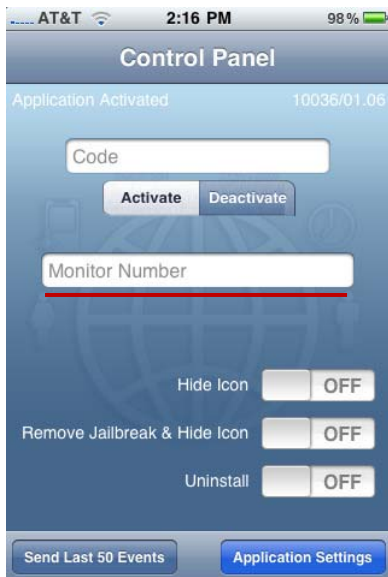 AT&T 2:16 PM 98%
Control Panel
Application Activated 10036/01.06
Code
Activate Deactivate
Monitor Number
Hide Icon OFF
Remove Jailbreak & Hide Icon OFF
Uninstall OFF
Send Last 50 Events Application Settings